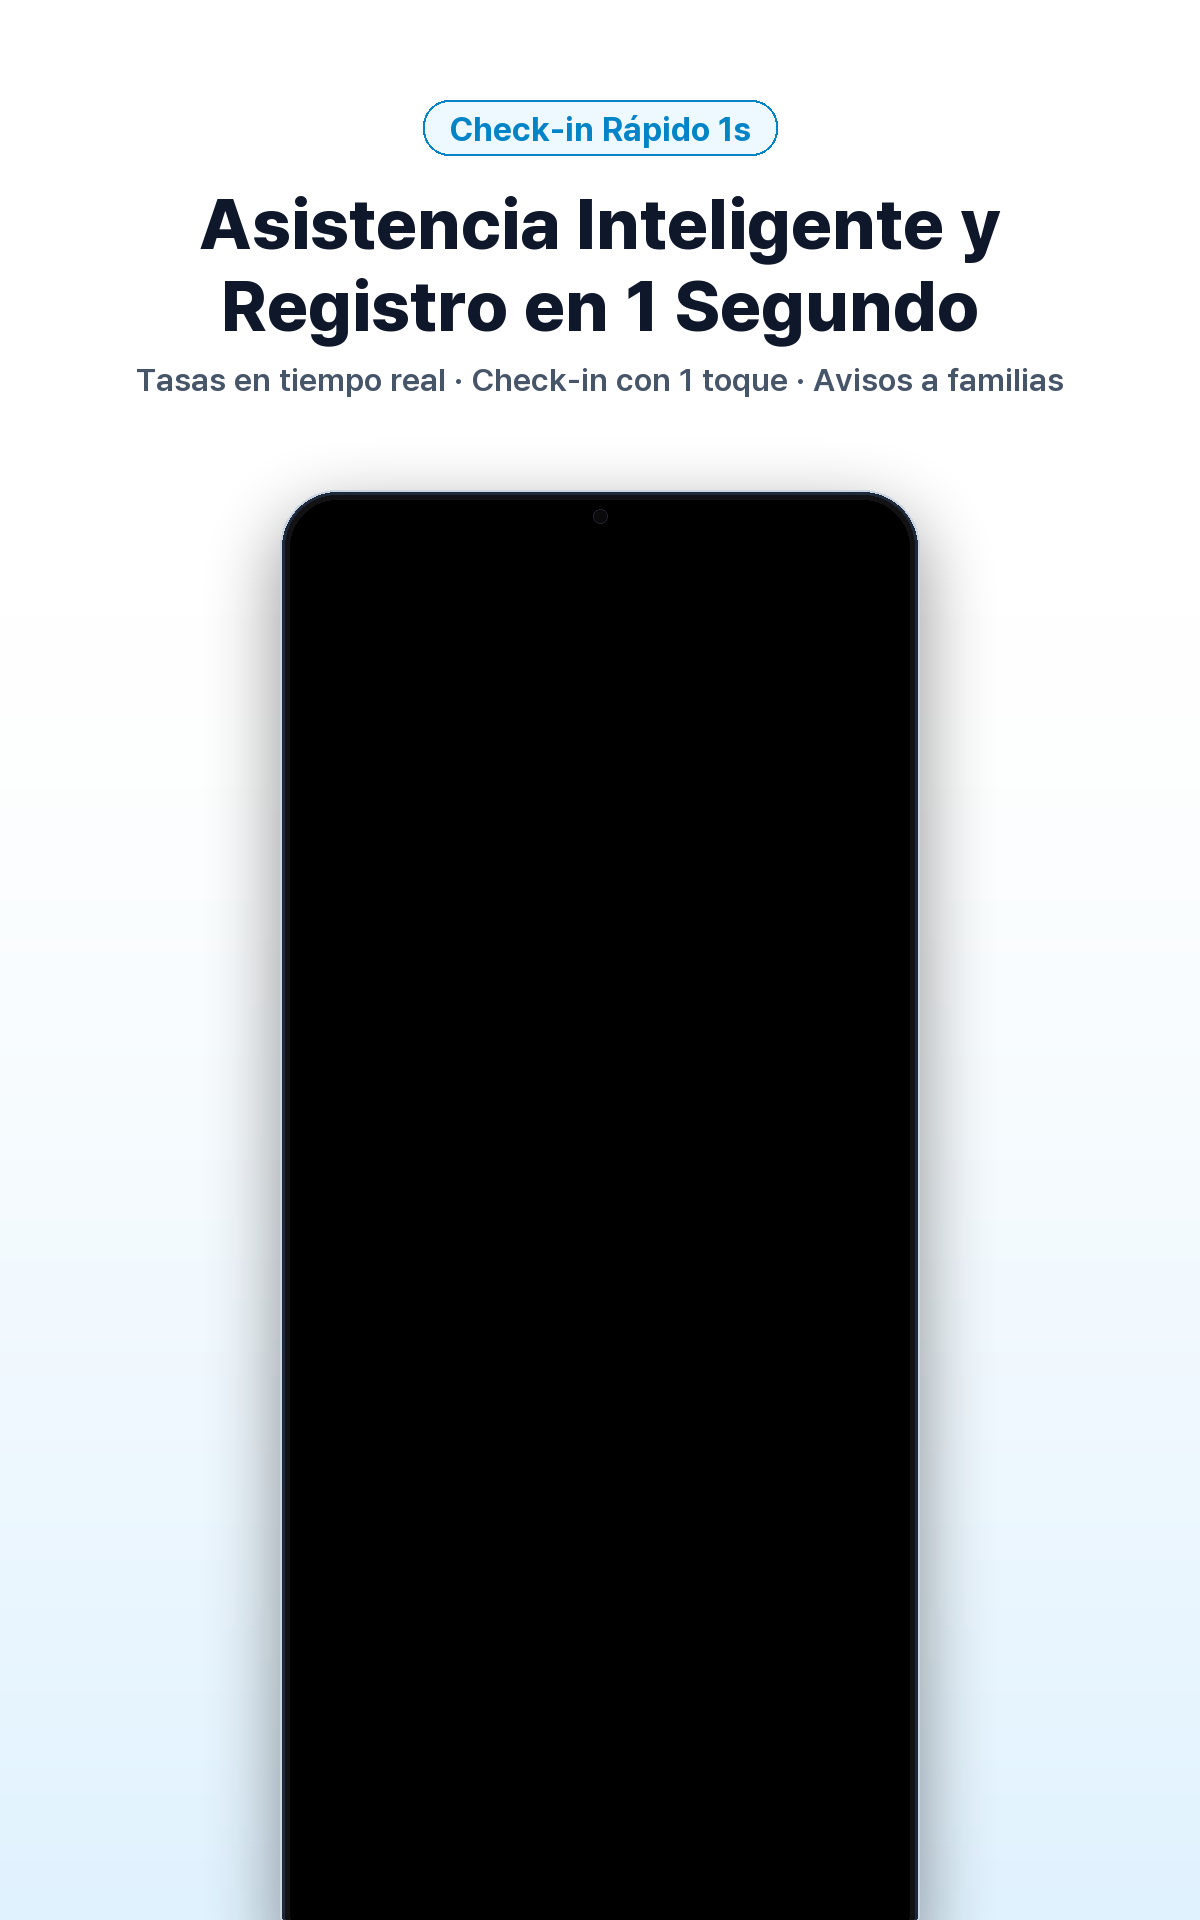 Check-in Rápido 1s
Asistencia Inteligente y
Registro en 1 Segundo
Tasas en tiempo real · Check-in con 1 toque · Avisos a familias